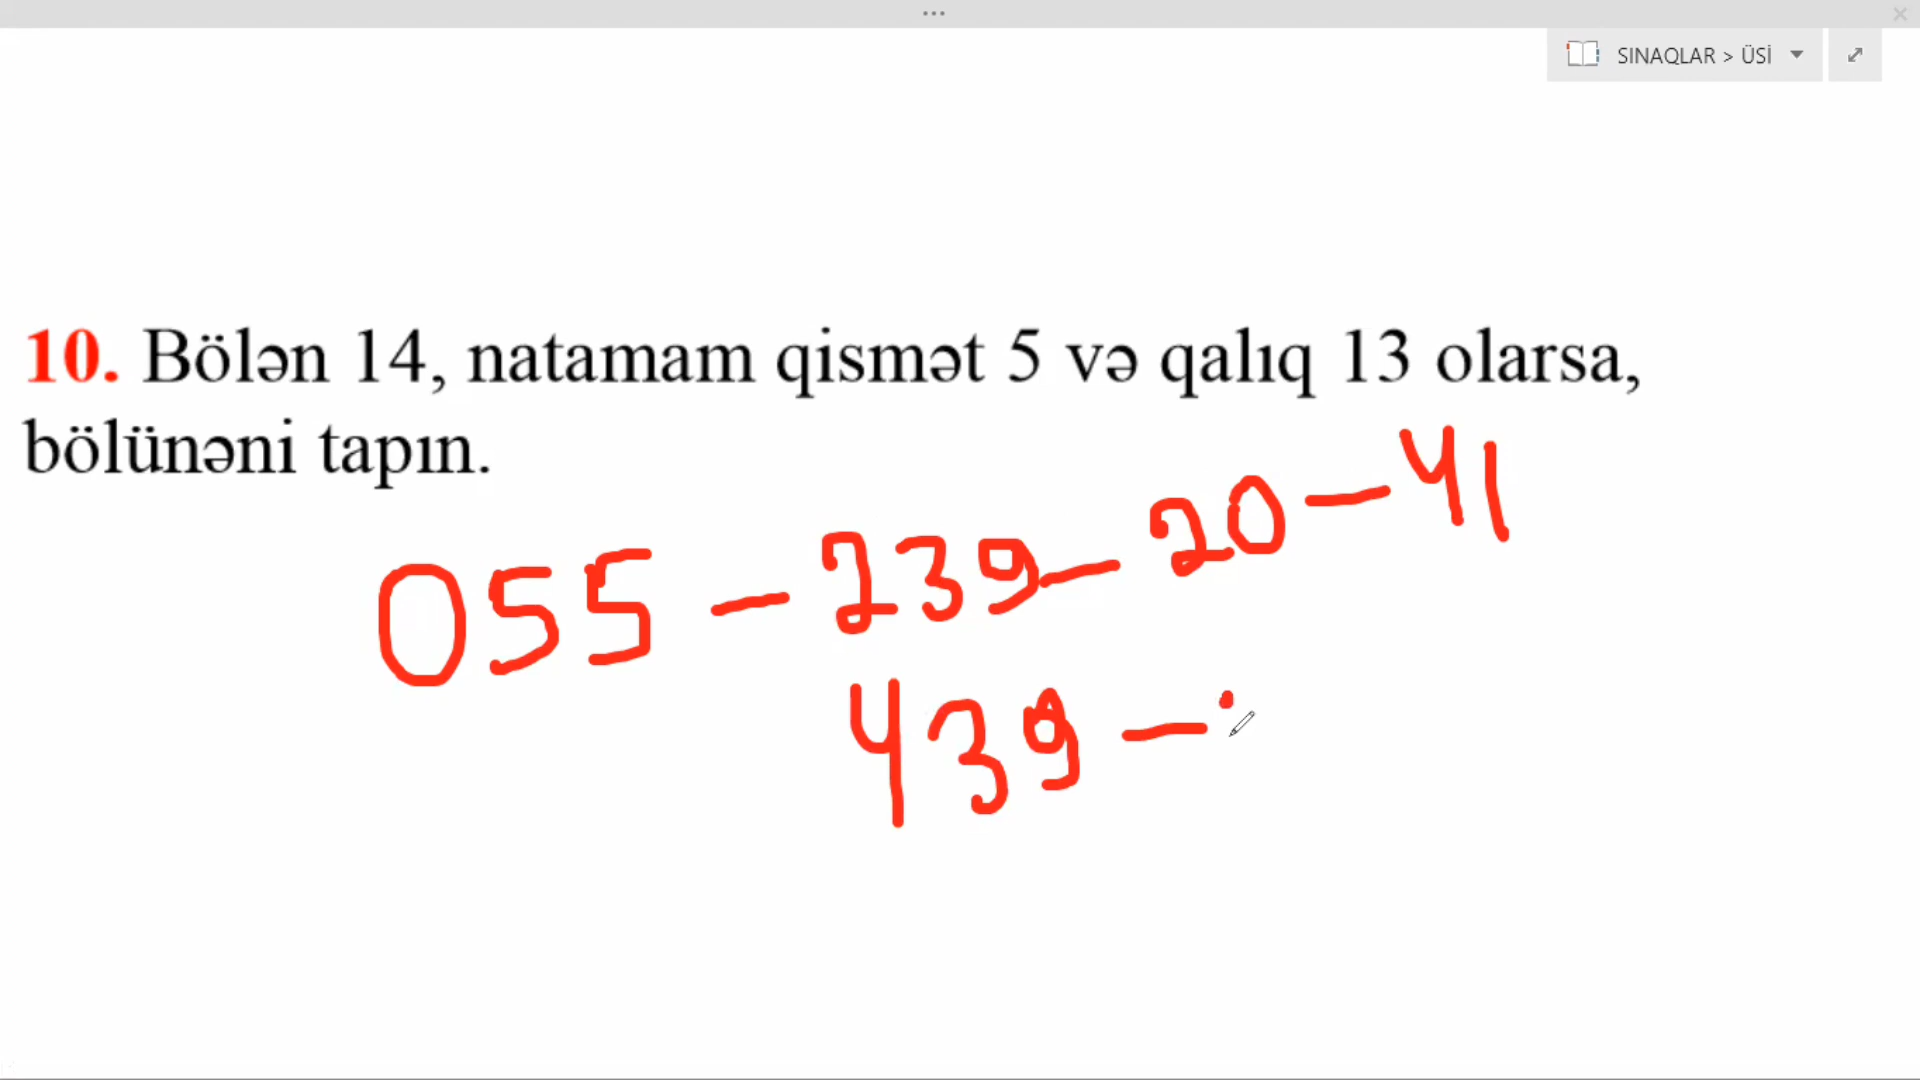 SINAQLAR > ÜSİ
10. Bölən 14, natamam qismət 5 və qalıq 13 olarsa,
bölünəni tapın.
055 - 239 - 20 - 41
439 -